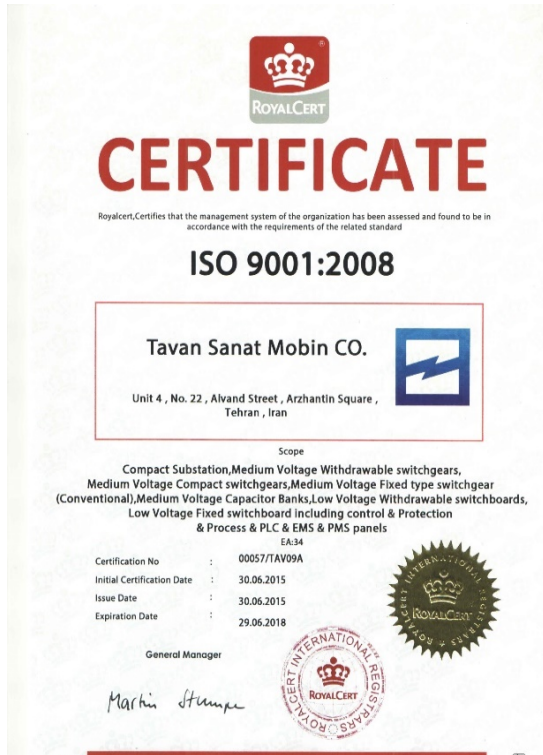 ROYALCERT
CERTIFICATE
Royalcert,Certifies that the management system of the organization has been assessed and found to be in
accordance with the requirements of the related standard
ISO 9001:2008
Tavan Sanat Mobin CO.
Unit 4 , No. 22 , Alvand Street , Arzhantin Square ,
Tehran , Iran
Scope
Compact Substation,Medium Voltage Withdrawable switchgears,
Medium Voltage Compact switchgears,Medium Voltage Fixed type switchgear
(Conventional),Medium Voltage Capacitor Banks,Low Voltage Withdrawable switchboards,
Low Voltage Fixed switchboard including control & Protection
& Process & PLC & EMS & PMS panels
EA:34
Certification No : 00057/TAV09A
Initial Certification Date : 30.06.2015
Issue Date : 30.06.2015
Expiration Date : 29.06.2018
ROYALCERT INTERNATIONAL REGISTRARS
ROYALCERT
General Manager
Martin Stumpe
ROYALCERT INTERNATIONAL REGISTRARS
ROYALCERT